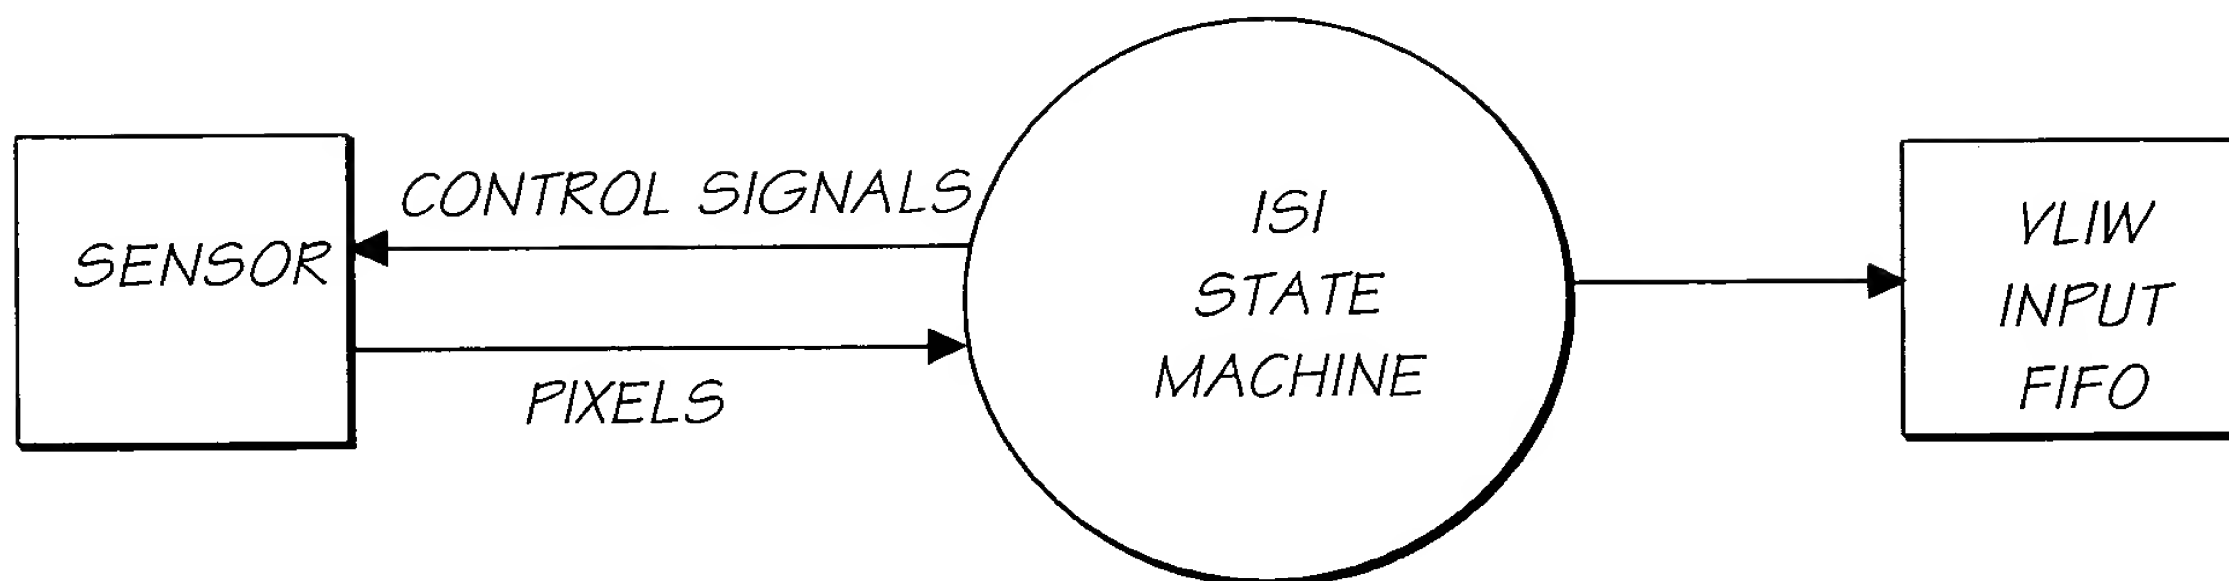 SENSOR
CONTROL SIGNALS
PIXELS
ISI
STATE
MACHINE
VLIW
INPUT
FIFO